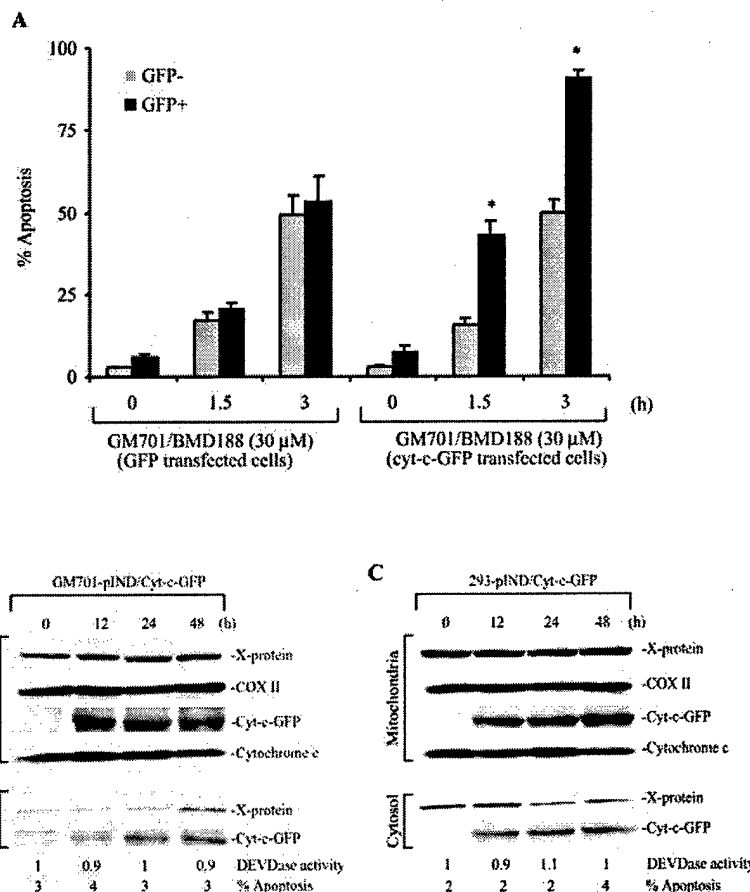 A
100
75
50
25
0
% Apoptosis
GFP-
GFP+
*
*
0 1.5 3 0 1.5 3 (h)
GM701/BMD188 (30 µM)
(GFP transfected cells)
GM701/BMD188 (30 µM)
(cyt-c-GFP transfected cells)
GM701-pIND/Cyt-c-GFP
0 12 24 48 (h)
-X-protein
-COX II
-Cyt-c-GFP
-Cytochrome c
-X-protein
-Cyt-c-GFP
1 0.9 1 0.9 DEVDase activity
3 4 3 3 % Apoptosis
C
293-pIND/Cyt-c-GFP
0 12 24 48 (h)
Mitochondria
-X-protein
-COX II
-Cyt-c-GFP
-Cytochrome c
Cytosol
-X-protein
-Cyt-c-GFP
1 0.9 1.1 1 DEVDase activity
2 2 2 4 % Apoptosis